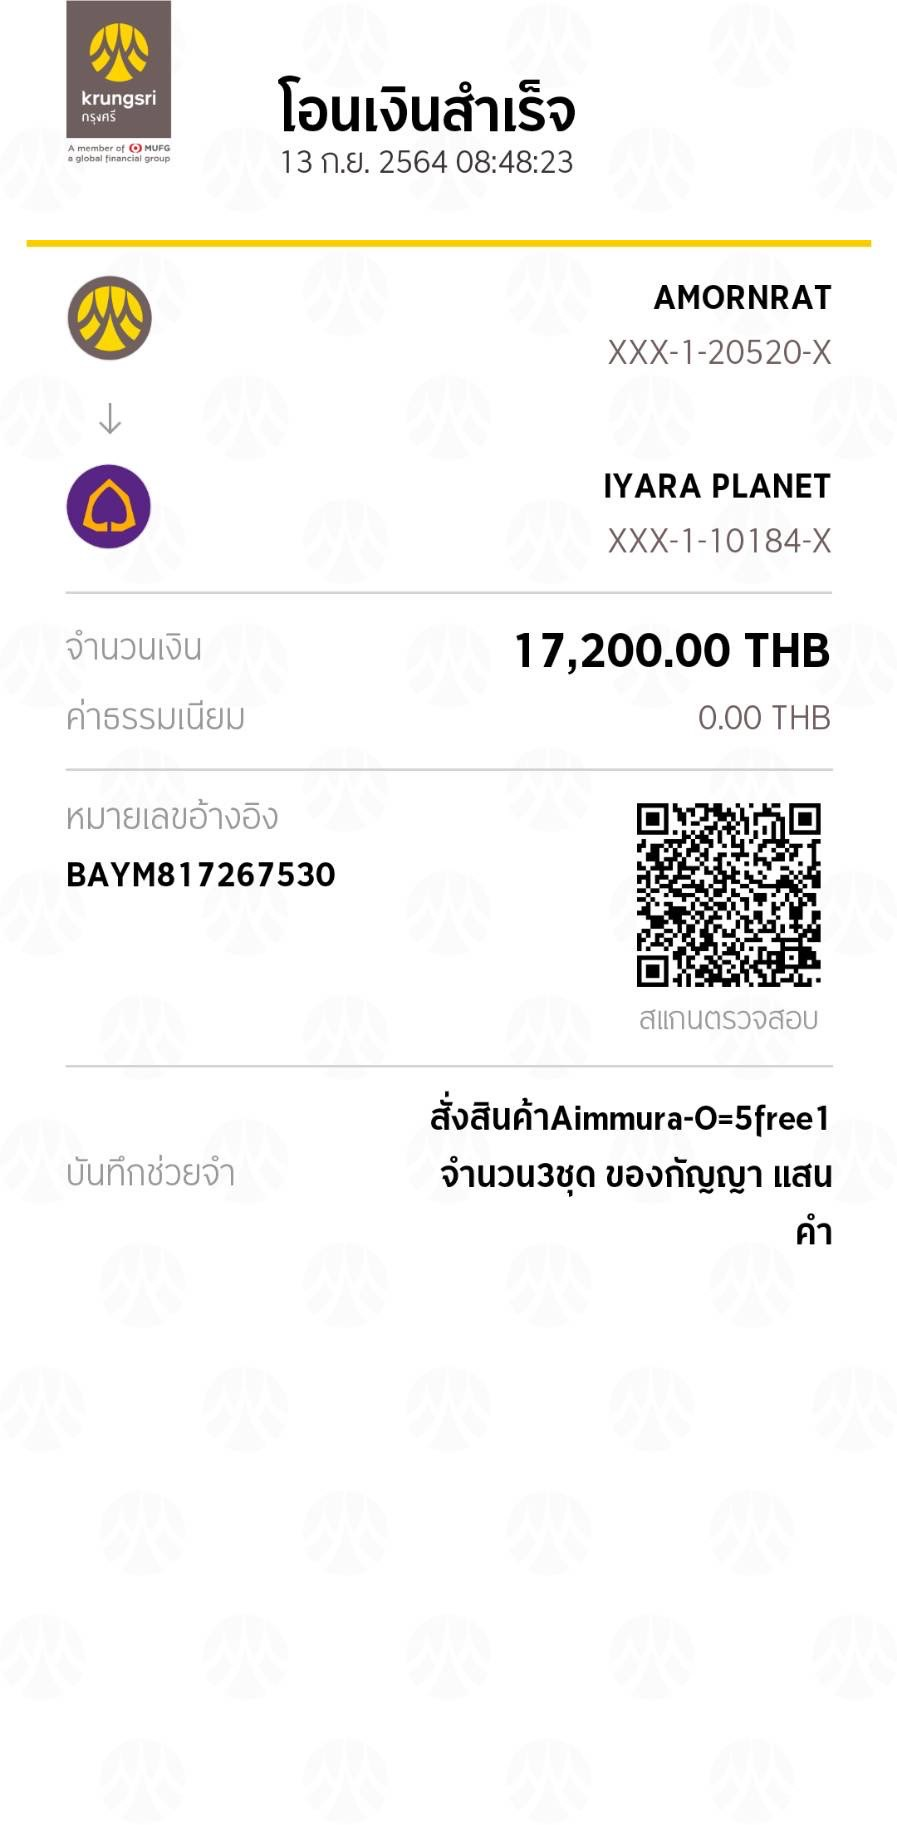 krungsri
กรุงศรี
A member of MUFG
a global financial group
โอนเงินสำเร็จ
13 ก.ย. 2564 08:48:23
AMORNRAT
XXX-1-20520-X
IYARA PLANET
XXX-1-10184-X
จำนวนเงิน 17,200.00 THB
ค่าธรรมเนียม 0.00 THB
หมายเลขอ้างอิง
BAYM817267530
สแกนตรวจสอบ
สั่งสินค้าAimmura-O=5free1
บันทึกช่วยจำ จำนวน3ชุด ของกัญญา แสน
คำ